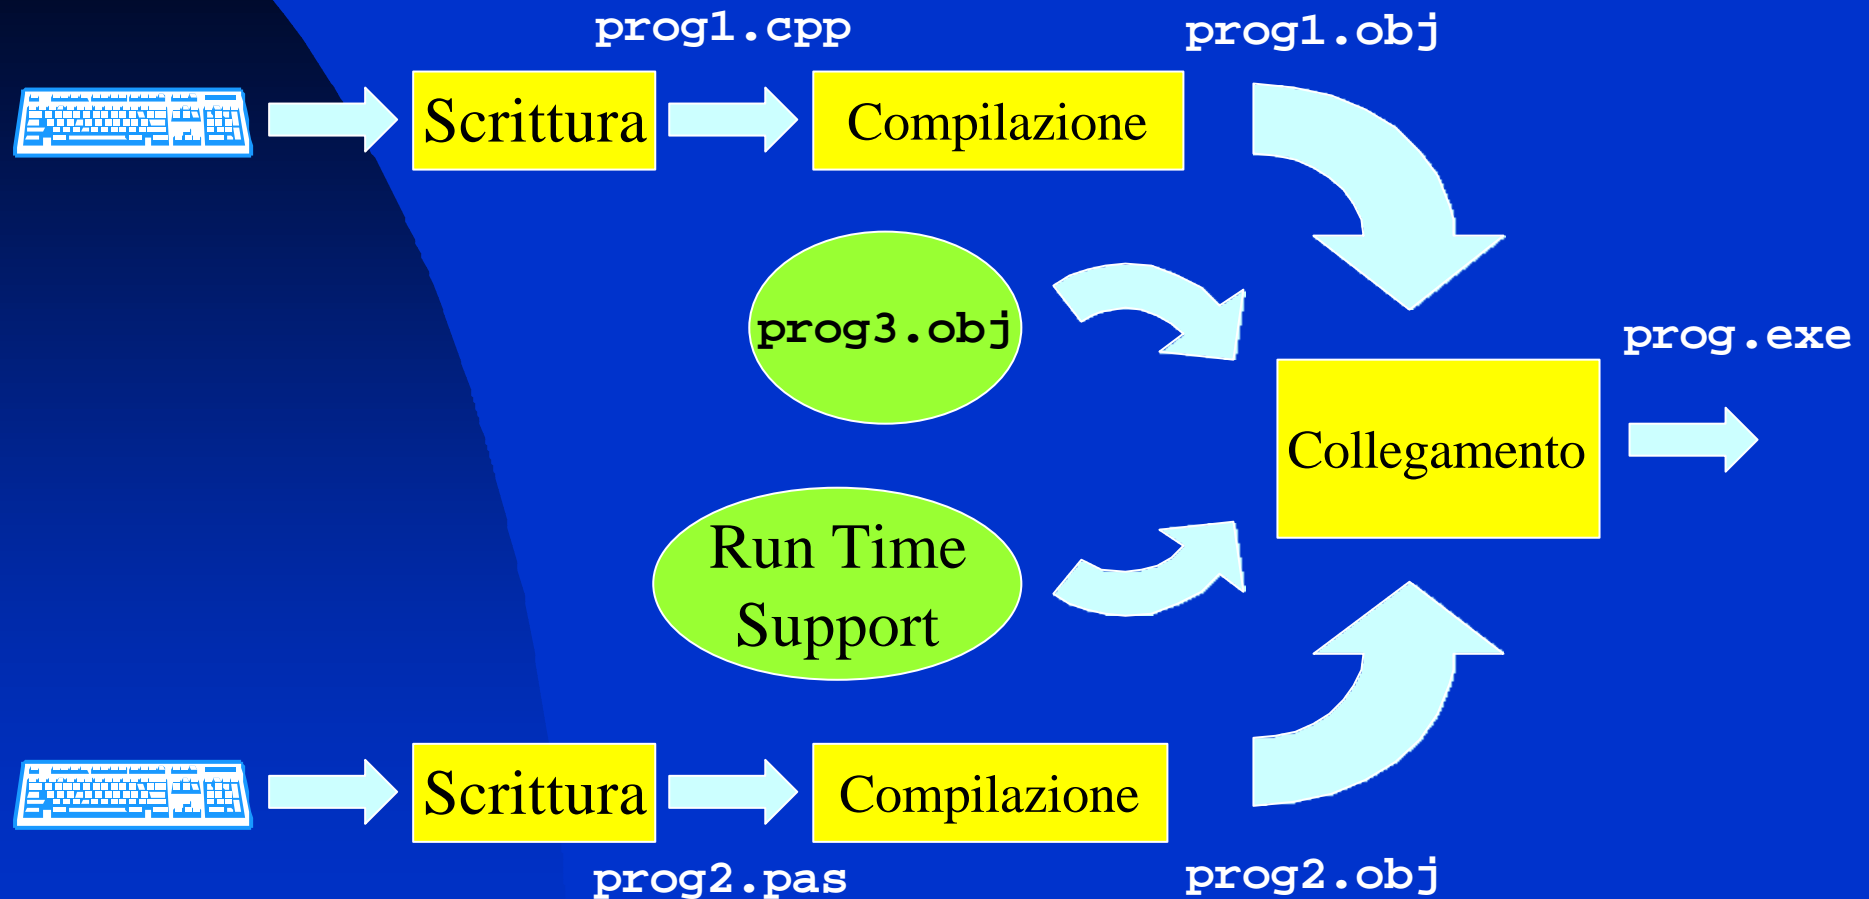 prog1.cpp
prog1.obj
Scrittura
Compilazione
prog3.obj
prog.exe
Collegamento
Run Time
Support
Scrittura
Compilazione
prog2.pas
prog2.obj